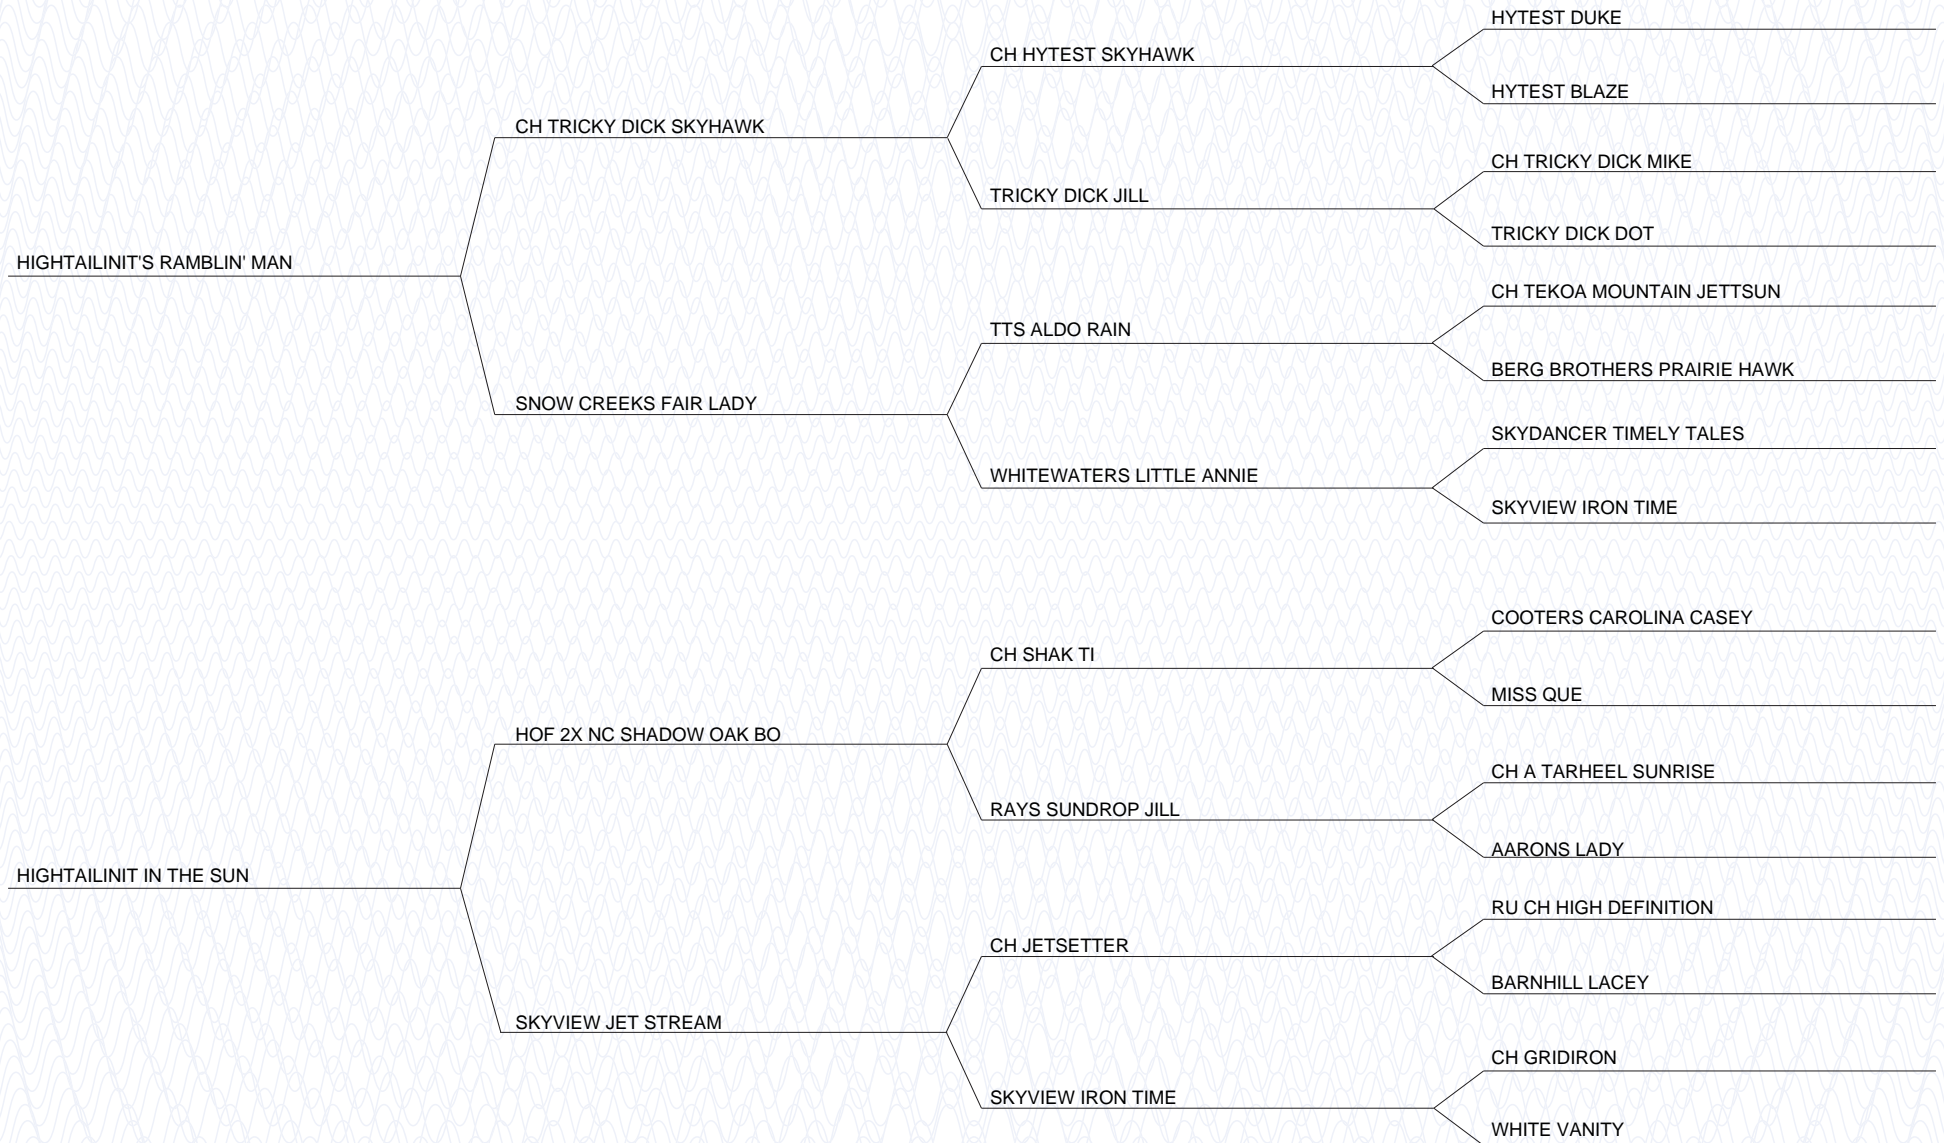 HYTEST DUKE
CH HYTEST SKYHAWK
HYTEST BLAZE
CH TRICKY DICK SKYHAWK
CH TRICKY DICK MIKE
TRICKY DICK JILL
TRICKY DICK DOT
HIGHTAILINIT'S RAMBLIN' MAN
CH TEKOA MOUNTAIN JETTSUN
TTS ALDO RAIN
BERG BROTHERS PRAIRIE HAWK
SNOW CREEKS FAIR LADY
SKYDANCER TIMELY TALES
WHITEWATERS LITTLE ANNIE
SKYVIEW IRON TIME
COOTERS CAROLINA CASEY
CH SHAK TI
MISS QUE
HOF 2X NC SHADOW OAK BO
CH A TARHEEL SUNRISE
RAYS SUNDROP JILL
AARONS LADY
HIGHTAILINIT IN THE SUN
RU CH HIGH DEFINITION
CH JETSETTER
BARNHILL LACEY
SKYVIEW JET STREAM
CH GRIDIRON
SKYVIEW IRON TIME
WHITE VANITY